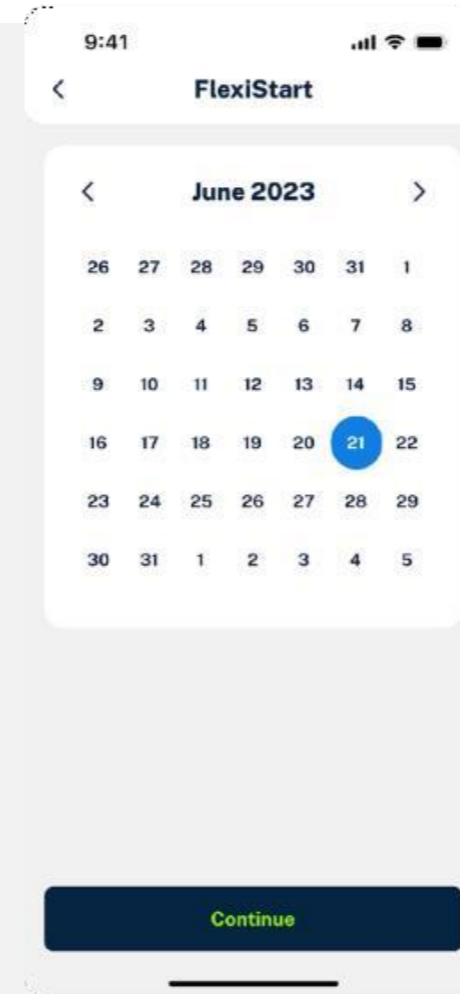 9:41
FlexiStart
June 2023
26 27 28 29 30 31 1
2 3 4 5 6 7 8
9 10 11 12 13 14 15
16 17 18 19 20 21 22
23 24 25 26 27 28 29
30 31 1 2 3 4 5
Continue